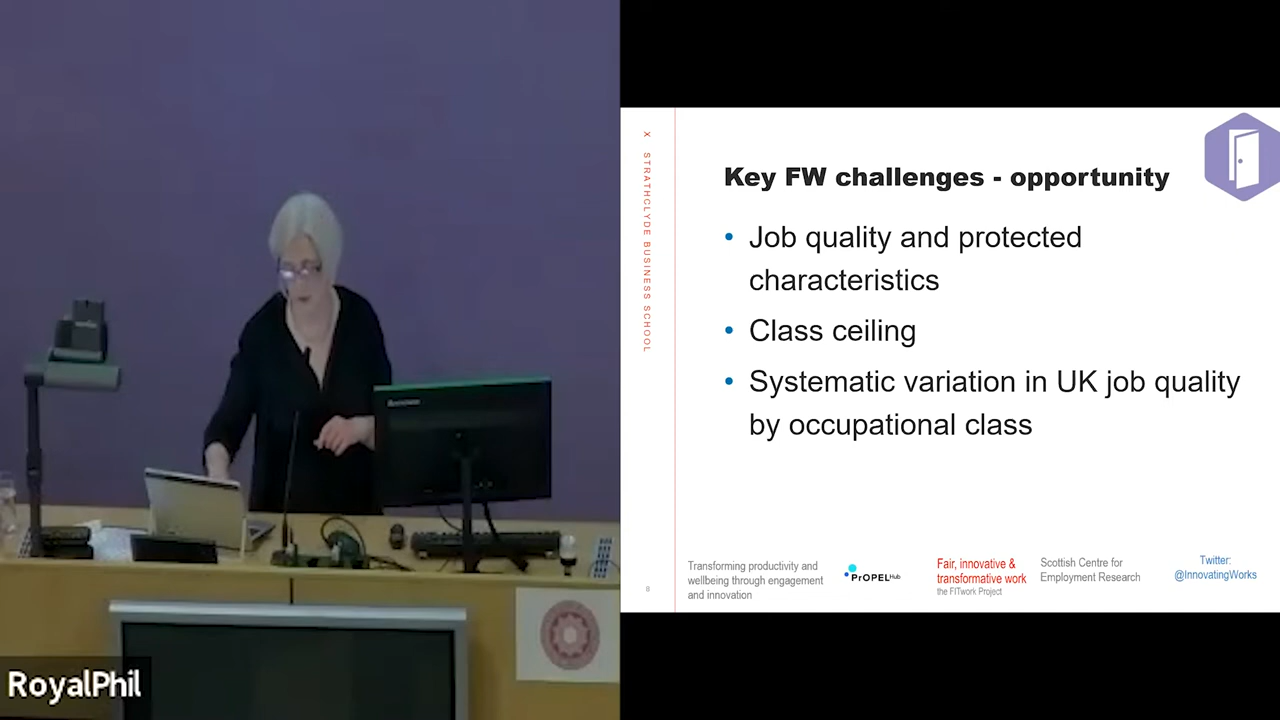 Lenovo
RoyalPhil
X STRATHCLYDE BUSINESS SCHOOL
Key FW challenges - opportunity
• Job quality and protected
characteristics
• Class ceiling
• Systematic variation in UK job quality
by occupational class
8
Transforming productivity and
wellbeing through engagement
and innovation
PrOPEL Hub
Fair, innovative &
transformative work
the FITwork Project
Scottish Centre for
Employment Research
Twitter:
@InnovatingWorks